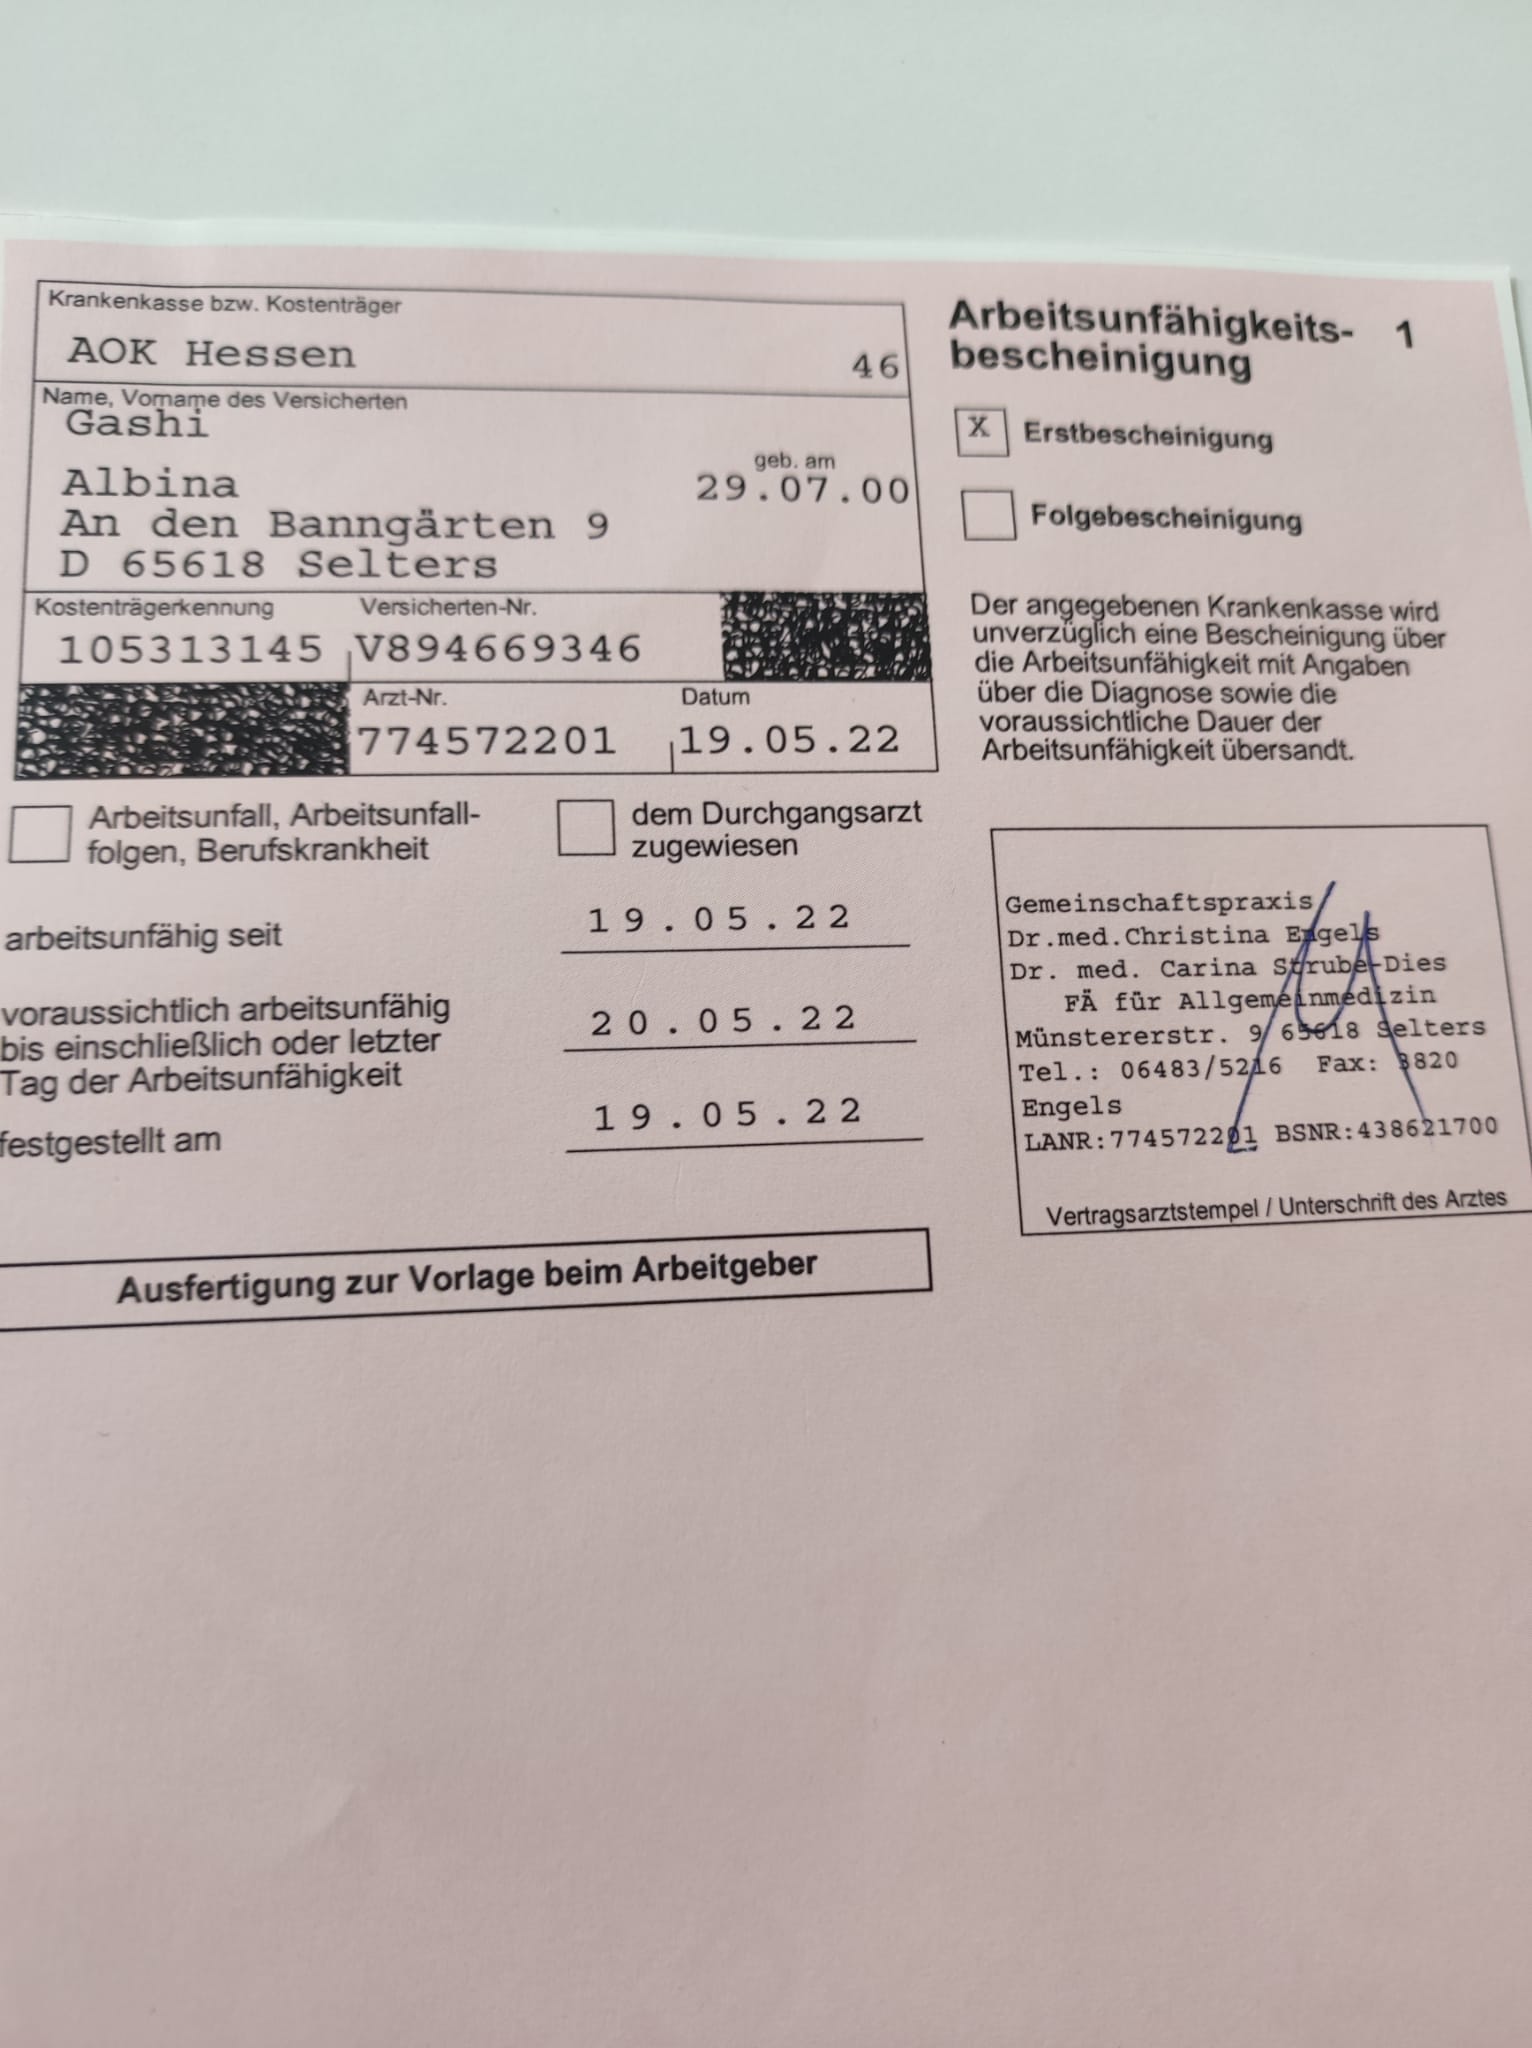 Krankenkasse bzw. Kostenträger
AOK Hessen 46
Name, Vorname des Versicherten
Gashi
geb. am
Albina 29.07.00
An den Banngärten 9
D 65618 Selters
Kostenträgerkennung Versicherten-Nr.
105313145 V894669346
Arzt-Nr. Datum
774572201 19.05.22
Arbeitsunfähigkeits- 1
bescheinigung
X Erstbescheinigung
Folgebescheinigung
Der angegebenen Krankenkasse wird
unverzüglich eine Bescheinigung über
die Arbeitsunfähigkeit mit Angaben
über die Diagnose sowie die
voraussichtliche Dauer der
Arbeitsunfähigkeit übersandt.
Arbeitsunfall, Arbeitsunfall-
folgen, Berufskrankheit
dem Durchgangsarzt
zugewiesen
arbeitsunfähig seit 19.05.22
voraussichtlich arbeitsunfähig
bis einschließlich oder letzter 20.05.22
Tag der Arbeitsunfähigkeit
festgestellt am 19.05.22
Gemeinschaftspraxis
Dr.med.Christina Engels
Dr. med. Carina Strube-Dies
FÄ für Allgemeinmedizin
Münstererstr. 9 65618 Selters
Tel.: 06483/5216 Fax: 3820
Engels
LANR:774572201 BSNR:438621700
Vertragsarztstempel / Unterschrift des Arztes
Ausfertigung zur Vorlage beim Arbeitgeber